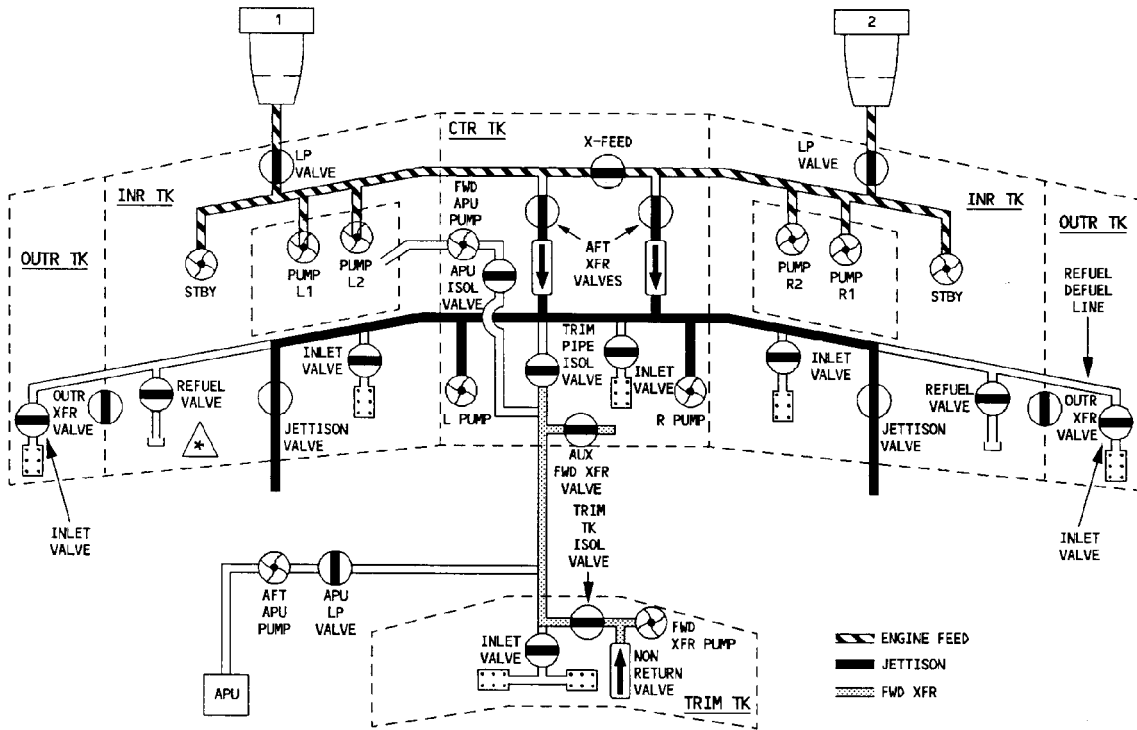 1
2
CTR TK
X-FEED
LP
VALVE
LP
VALVE
INR TK
FWD
APU
PUMP
INR TK
OUTR TK
OUTR TK
STBY
PUMP
L1
PUMP
L2
APU
ISOL
VALVE
AFT
XFR
VALVES
PUMP
R2
PUMP
R1
STBY
REFUEL
DEFUEL
LINE
INLET
VALVE
TRIM
PIPE
ISOL
VALVE
INLET
VALVE
INLET
VALVE
OUTR
XFR
VALVE
REFUEL
VALVE
*
JETTISON
VALVE
L PUMP
R PUMP
JETTISON
VALVE
REFUEL
VALVE
OUTR
XFR
VALVE
AUX
FWD XFR
VALVE
INLET
VALVE
INLET
VALVE
TRIM
TK
ISOL
VALVE
AFT
APU
PUMP
APU
LP
VALVE
INLET
VALVE
FWD
XFR PUMP
NON
RETURN
VALVE
APU
TRIM TK
ENGINE FEED
JETTISON
FWD XFR